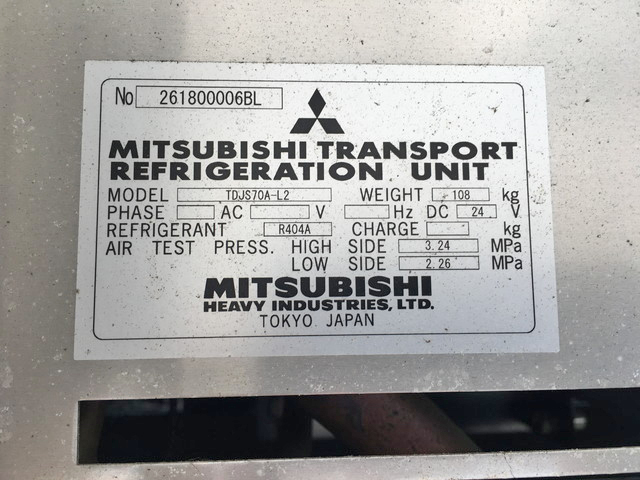 No 261800006BL
MITSUBISHI TRANSPORT
REFRIGERATION UNIT
MODEL TDJS70A-L2 WEIGHT 108 kg
PHASE AC V Hz DC 24 V
REFRIGERANT R404A CHARGE kg
AIR TEST PRESS. HIGH SIDE 3.24 MPa
LOW SIDE 2.26 MPa
MITSUBISHI
HEAVY INDUSTRIES, LTD.
TOKYO JAPAN